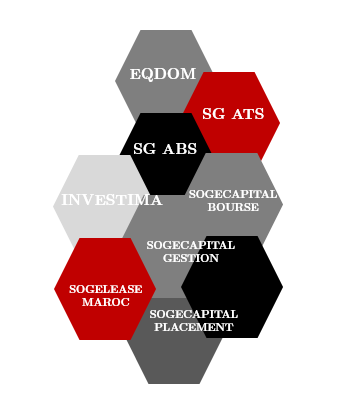 EQDOM
SG ATS
SG ABS
INVESTIMA
SOGECAPITAL
BOURSE
SOGECAPITAL
GESTION
SOGELEASE
MAROC
SOGECAPITAL
PLACEMENT